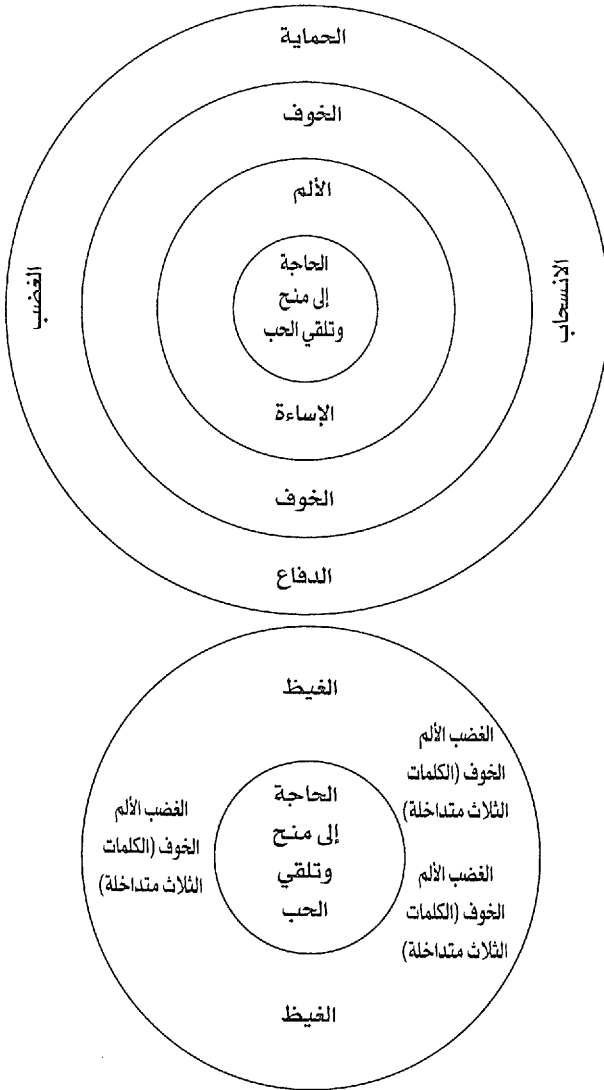 الحماية
الخوف
الألم
الحاجة
إلى منح
وتلقي الحب
الانسحاب
الغضب
الإساءة
الخوف
الدفاع
الغيظ
الغضب الألم
الخوف (الكلمات
الثلاث متداخلة)
الحاجة
إلى منح
وتلقي
الحب
الغضب الألم
الخوف (الكلمات
الثلاث متداخلة)
الغضب الألم
الخوف (الكلمات
الثلاث متداخلة)
الغيظ